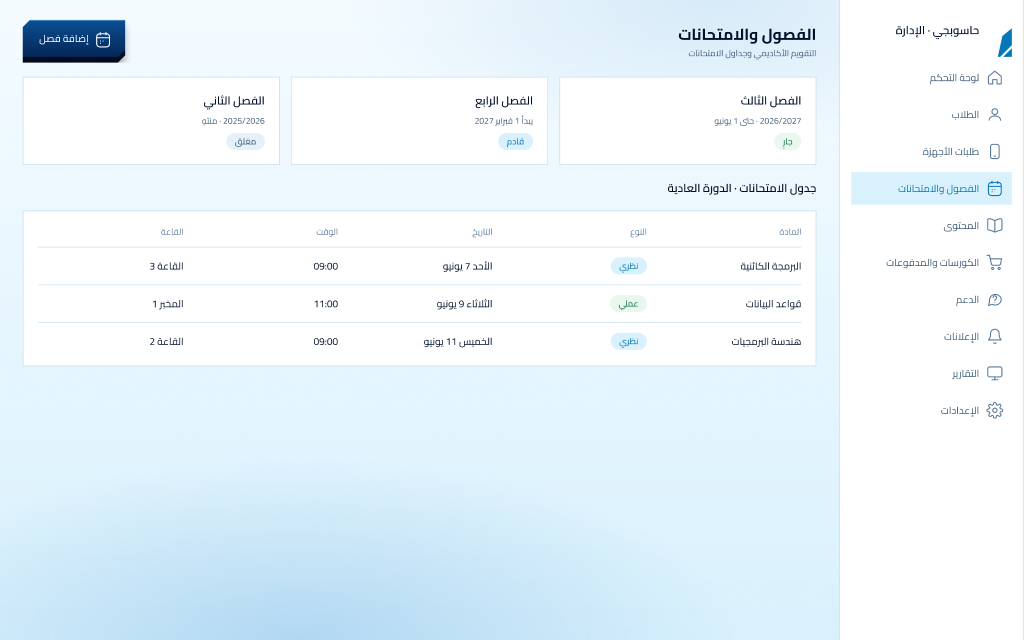 حاسوبجي · الإدارة
لوحة التحكم
الطلاب
طلبات الأجهزة
الفصول والامتحانات
المحتوى
الكورسات والمدفوعات
الدعم
الإعلانات
التقارير
الإعدادات
الفصول والامتحانات
التقويم الأكاديمي وجداول الامتحانات
إضافة فصل
الفصل الثالث
2026/2027 · حتى 1 يونيو
جارٍ
الفصل الرابع
يبدأ 1 فبراير 2027
قادم
الفصل الثاني
2025/2026 · منتهٍ
مغلق
جدول الامتحانات · الدورة العادية
المادة النوع التاريخ الوقت القاعة
البرمجة الكائنية نظري الأحد 7 يونيو 09:00 القاعة 3
قواعد البيانات عملي الثلاثاء 9 يونيو 11:00 المخبر 1
هندسة البرمجيات نظري الخميس 11 يونيو 09:00 القاعة 2